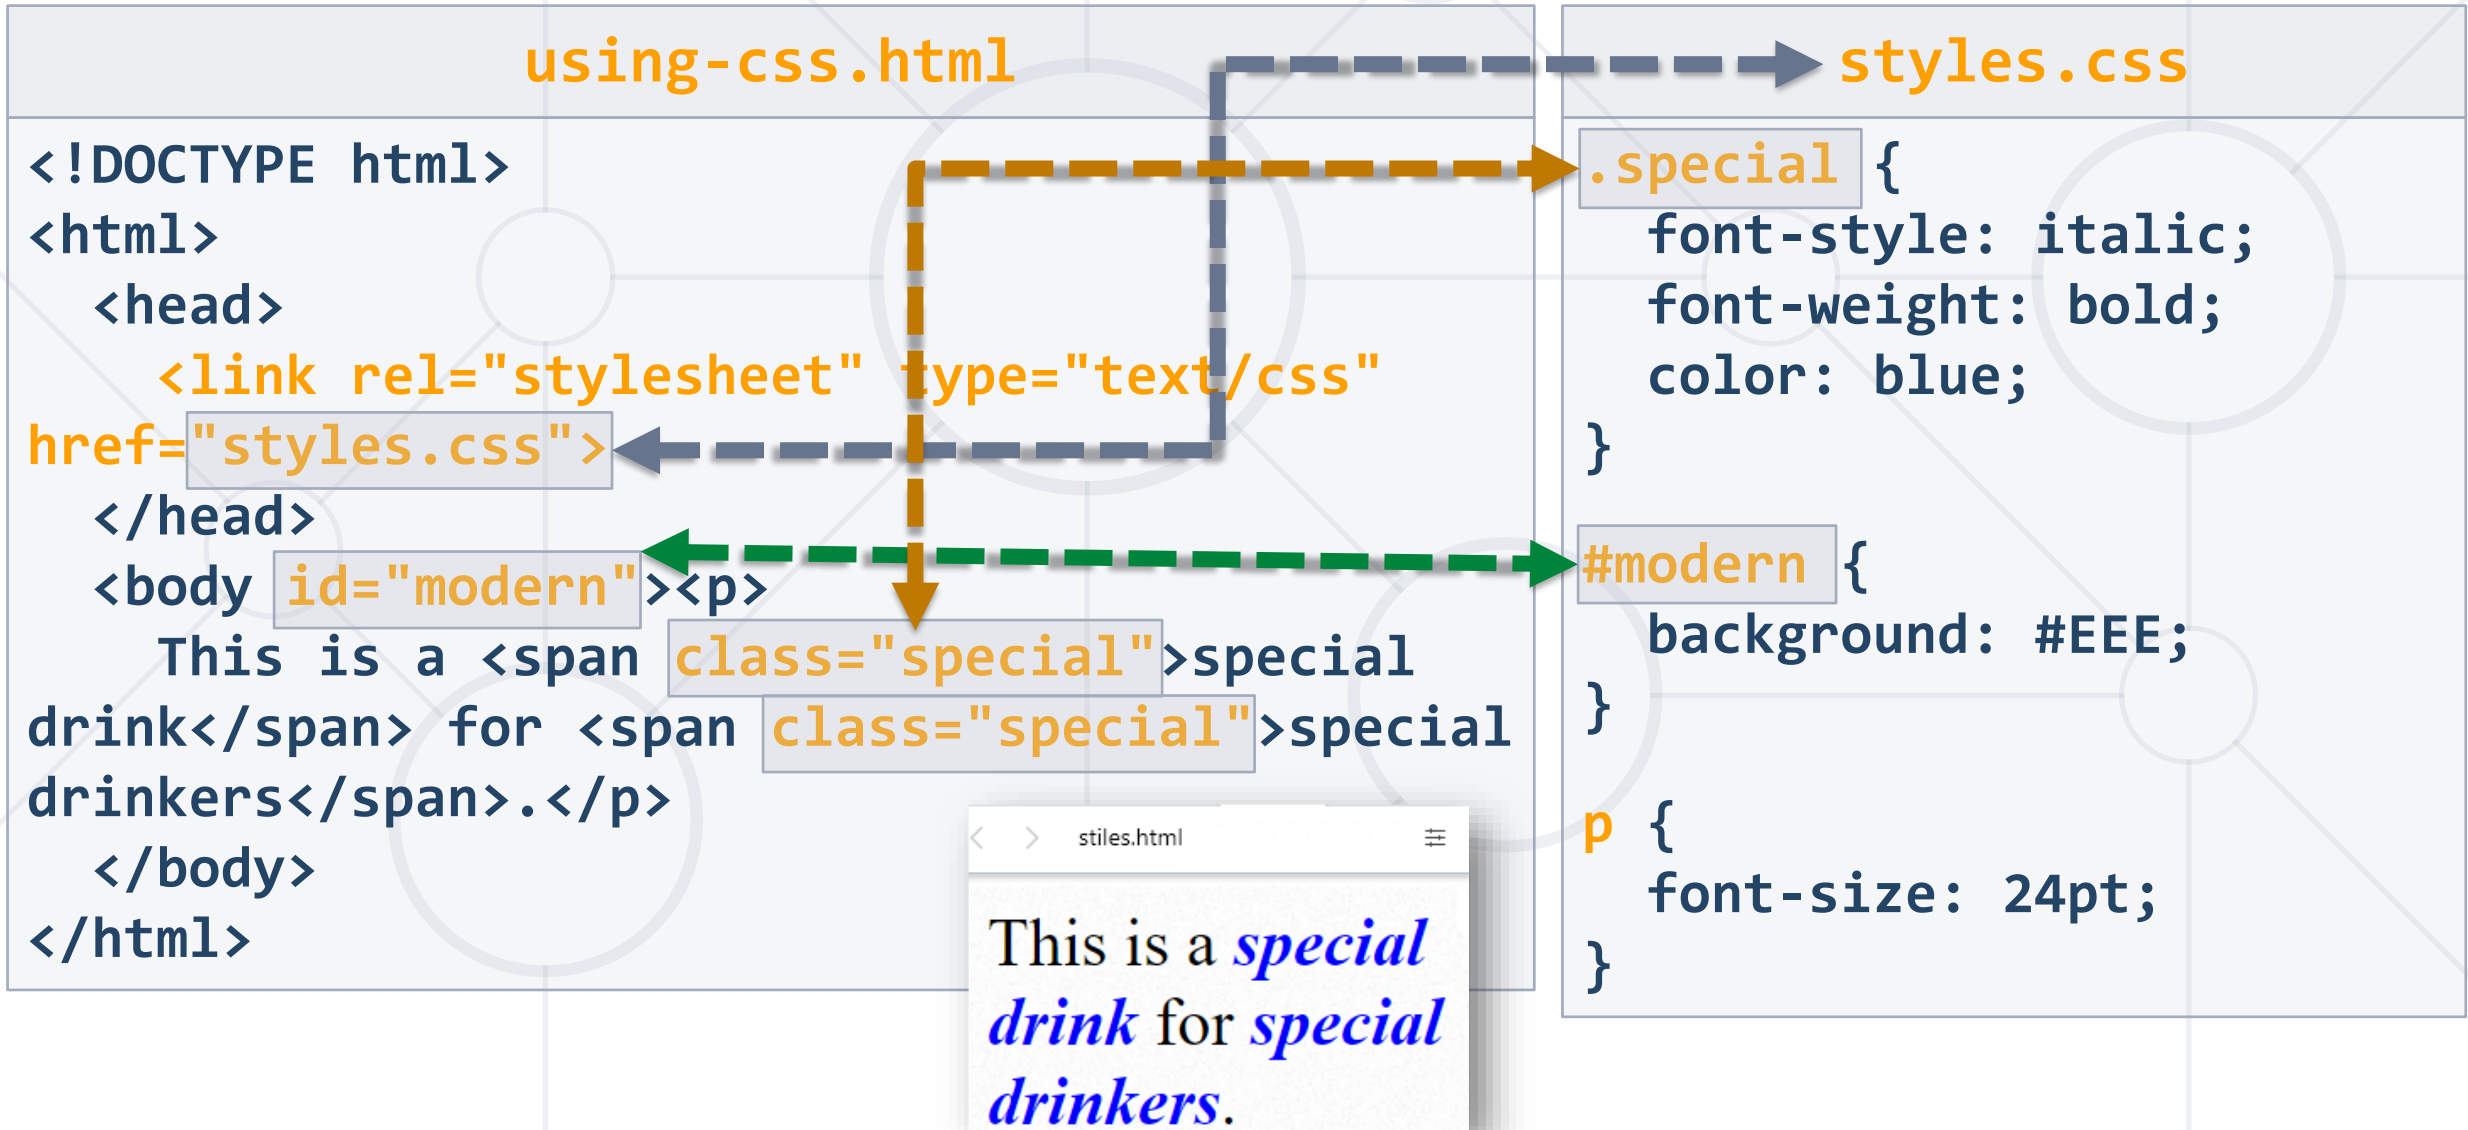 using-css.html
<!DOCTYPE html>
<html>
<head>
<link rel="stylesheet" type="text/css"
href="styles.css">
</head>
<body id="modern"><p>
This is a <span class="special">special
drink</span> for <span class="special">special
drinkers</span>.</p>
</body>
</html>
styles.css
.special {
font-style: italic;
font-weight: bold;
color: blue;
}
#modern {
background: #EEE;
}
p {
font-size: 24pt;
}
stiles.html
This is a special
drink for special
drinkers.